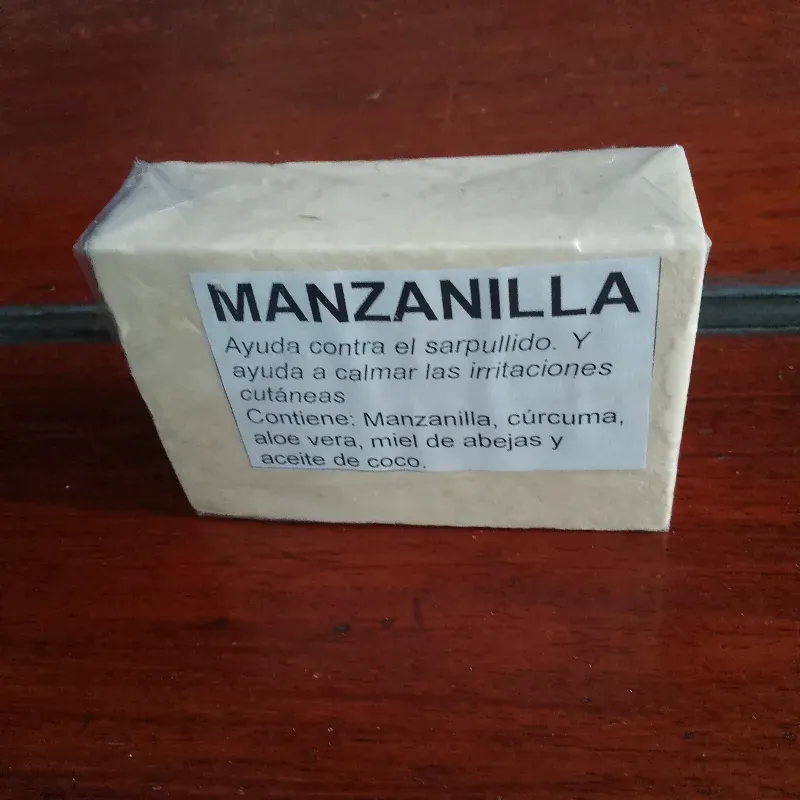 MANZANILLA
Ayuda contra el sarpullido. Y
ayuda a calmar las irritaciones
cutáneas
Contiene: Manzanilla, cúrcuma,
aloe vera, miel de abejas y
aceite de coco.